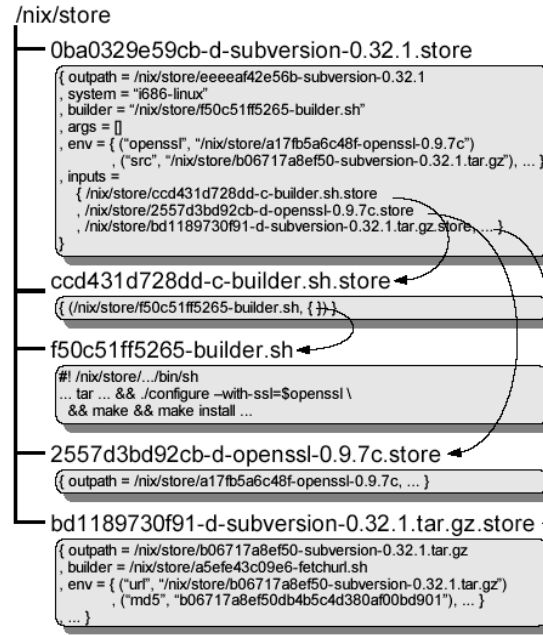 /nix/store
0ba0329e59cb-d-subversion-0.32.1.store
{ outpath = /nix/store/eeeeaf42e56b-subversion-0.32.1
, system = “i686-linux”
, builder = “/nix/store/f50c51ff5265-builder.sh”
, args = []
, env = { (“openssl”, “/nix/store/a17fb5a6c48f-openssl-0.9.7c”)
, (“src”, “/nix/store/b06717a8ef50-subversion-0.32.1.tar.gz”), ... }
, inputs =
{ /nix/store/ccd431d728dd-c-builder.sh.store
, /nix/store/2557d3bd92cb-d-openssl-0.9.7c.store
, /nix/store/bd1189730f91-d-subversion-0.32.1.tar.gz.store, ... }
}
ccd431d728dd-c-builder.sh.store
{ (/nix/store/f50c51ff5265-builder.sh, { }) }
f50c51ff5265-builder.sh
#! /nix/store/.../bin/sh
... tar ... && ./configure –with-ssl=$openssl \
&& make && make install ...
2557d3bd92cb-d-openssl-0.9.7c.store
{ outpath = /nix/store/a17fb5a6c48f-openssl-0.9.7c, ... }
bd1189730f91-d-subversion-0.32.1.tar.gz.store
{ outpath = /nix/store/b06717a8ef50-subversion-0.32.1.tar.gz
, builder = /nix/store/a5efe43c09e6-fetchurl.sh
, env = { (“url”, “/nix/store/b06717a8ef50-subversion-0.32.1.tar.gz”)
, (“md5”, “b06717a8ef50db4b5c4d380af00bd901”), ... }
, ... }